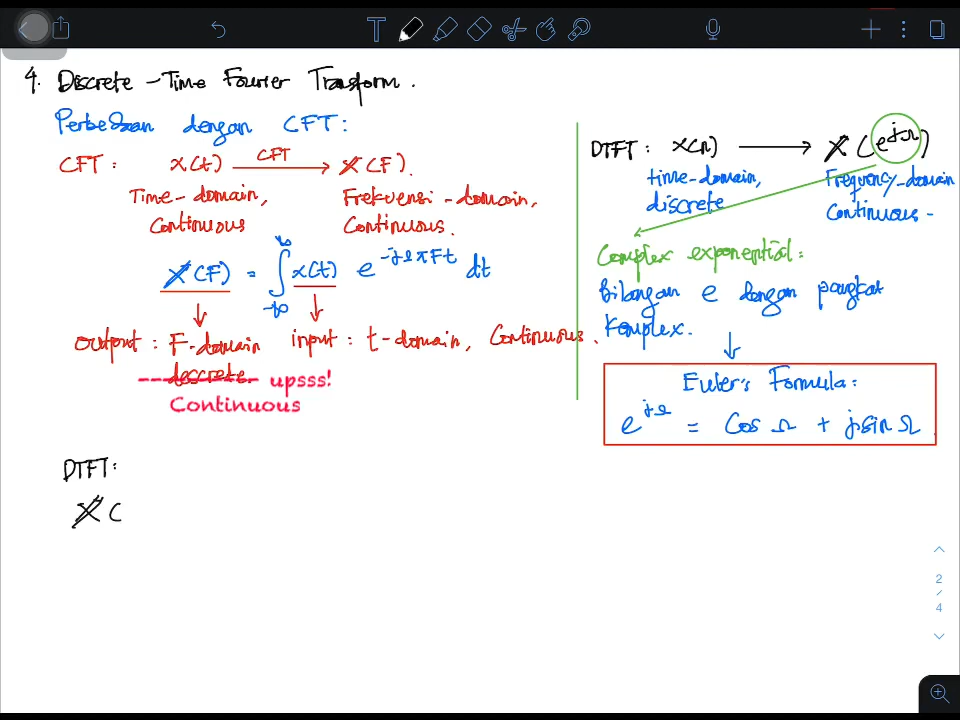 4. Discrete-Time Fourier Transform.
Perbedaan dengan CFT:
CFT: x(t) CFT → X(F).
Time-domain, Frekuensi-domain,
Continuous Continuous.
X(F) = ∫ x(t) e^{-j2πFt} dt
∞
-∞
Output: F-domain input: t-domain, Continuous.
descrete. upsss!
Continuous
DTFT:
X(
DTFT: x(n) → X(e^{jΩ})
time-domain, Frequency-domain
discrete Continuous -
Complex exponential:
Bilangan e dengan pangkat
Komplex.
Euler's Formula:
e^{jΩ} = Cos Ω + jsin Ω.
2
/
4